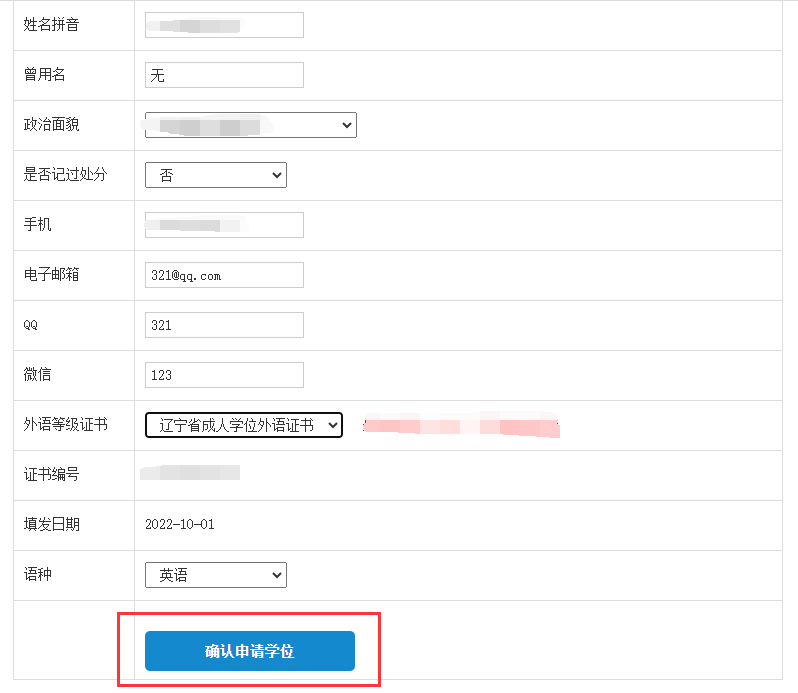 姓名拼音
曾用名 无
政治面貌
是否记过处分 否
手机
电子邮箱 321@qq.com
QQ 321
微信 123
外语等级证书 辽宁省成人学位外语证书
证书编号
填发日期 2022-10-01
语种 英语
确认申请学位